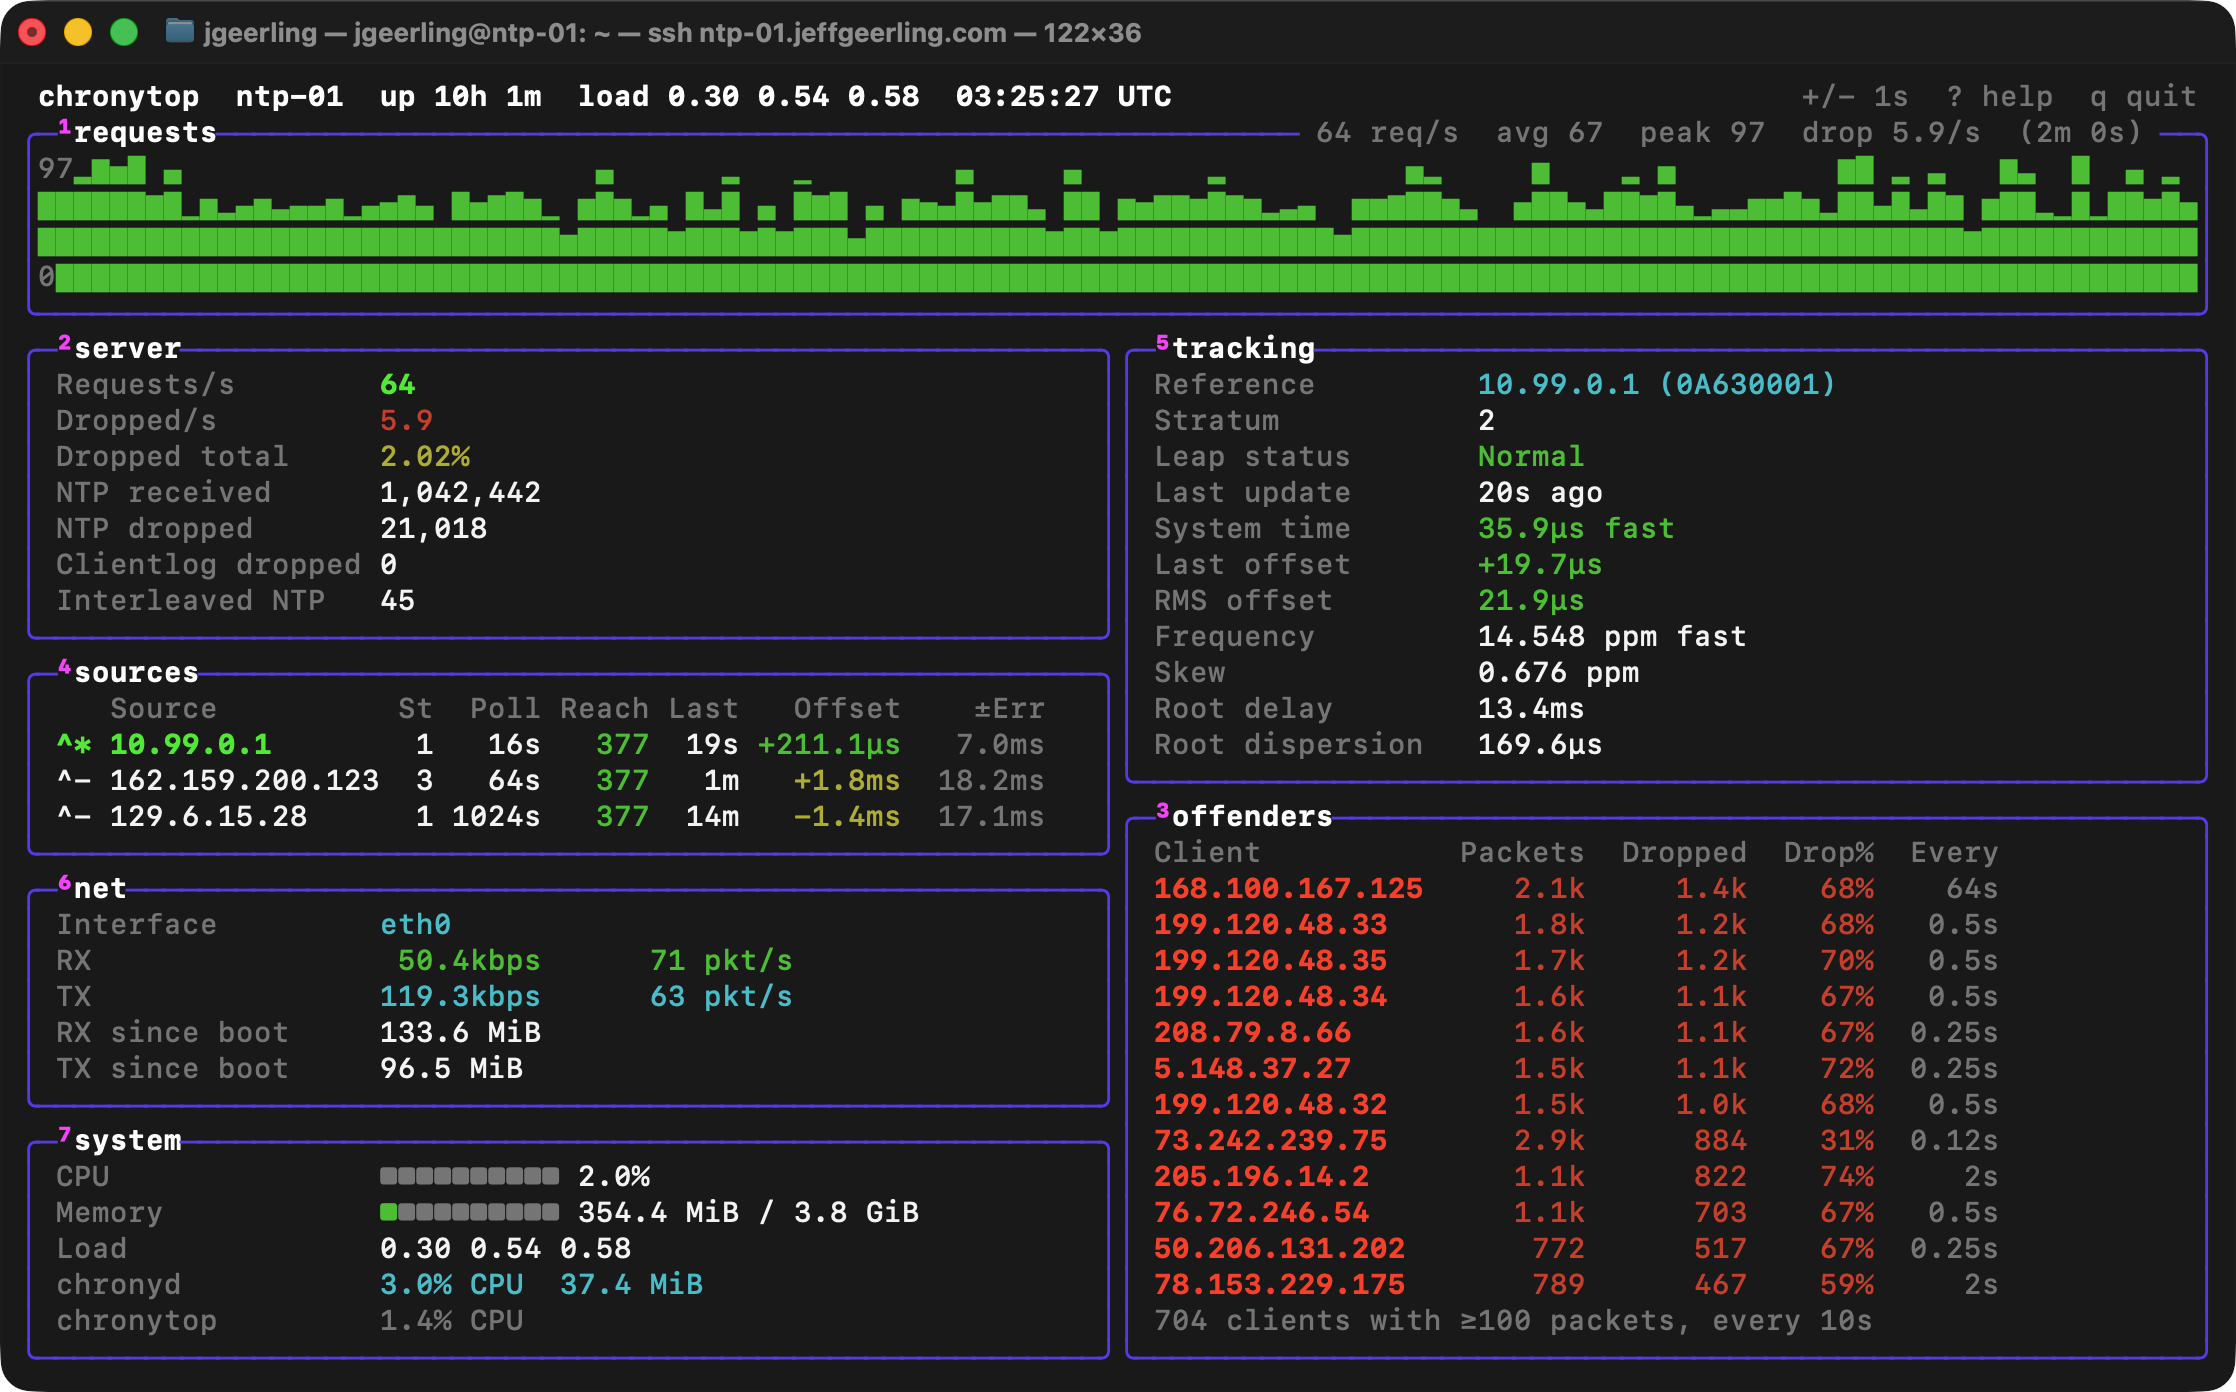 jgeerling — jgeerling@ntp-01: ~ — ssh ntp-01.jeffgeerling.com — 122×36
chronytop  ntp-01  up 10h 1m  load 0.30 0.54 0.58  03:25:27 UTC  +/− 1s  ? help  q quit
¹requests  64 req/s  avg 67  peak 97  drop 5.9/s  (2m 0s)
97
0
²server
Requests/s  64
Dropped/s  5.9
Dropped total  2.02%
NTP received  1,042,442
NTP dropped  21,018
Clientlog dropped  0
Interleaved NTP  45
⁴sources
Source  St  Poll  Reach  Last  Offset  ±Err
^* 10.99.0.1  1  16s  377  19s  +211.1µs  7.0ms
^− 162.159.200.123  3  64s  377  1m  +1.8ms  18.2ms
^− 129.6.15.28  1  1024s  377  14m  −1.4ms  17.1ms
⁶net
Interface  eth0
RX  50.4kbps  71 pkt/s
TX  119.3kbps  63 pkt/s
RX since boot  133.6 MiB
TX since boot  96.5 MiB
⁷system
CPU  2.0%
Memory  354.4 MiB / 3.8 GiB
Load  0.30 0.54 0.58
chronyd  3.0% CPU  37.4 MiB
chronytop  1.4% CPU
⁵tracking
Reference  10.99.0.1 (0A630001)
Stratum  2
Leap status  Normal
Last update  20s ago
System time  35.9µs fast
Last offset  +19.7µs
RMS offset  21.9µs
Frequency  14.548 ppm fast
Skew  0.676 ppm
Root delay  13.4ms
Root dispersion  169.6µs
³offenders
Client  Packets  Dropped  Drop%  Every
168.100.167.125  2.1k  1.4k  68%  64s
199.120.48.33  1.8k  1.2k  68%  0.5s
199.120.48.35  1.7k  1.2k  70%  0.5s
199.120.48.34  1.6k  1.1k  67%  0.5s
208.79.8.66  1.6k  1.1k  67%  0.25s
5.148.37.27  1.5k  1.1k  72%  0.25s
199.120.48.32  1.5k  1.0k  68%  0.5s
73.242.239.75  2.9k  884  31%  0.12s
205.196.14.2  1.1k  822  74%  2s
76.72.246.54  1.1k  703  67%  0.5s
50.206.131.202  772  517  67%  0.25s
78.153.229.175  789  467  59%  2s
704 clients with ≥100 packets, every 10s